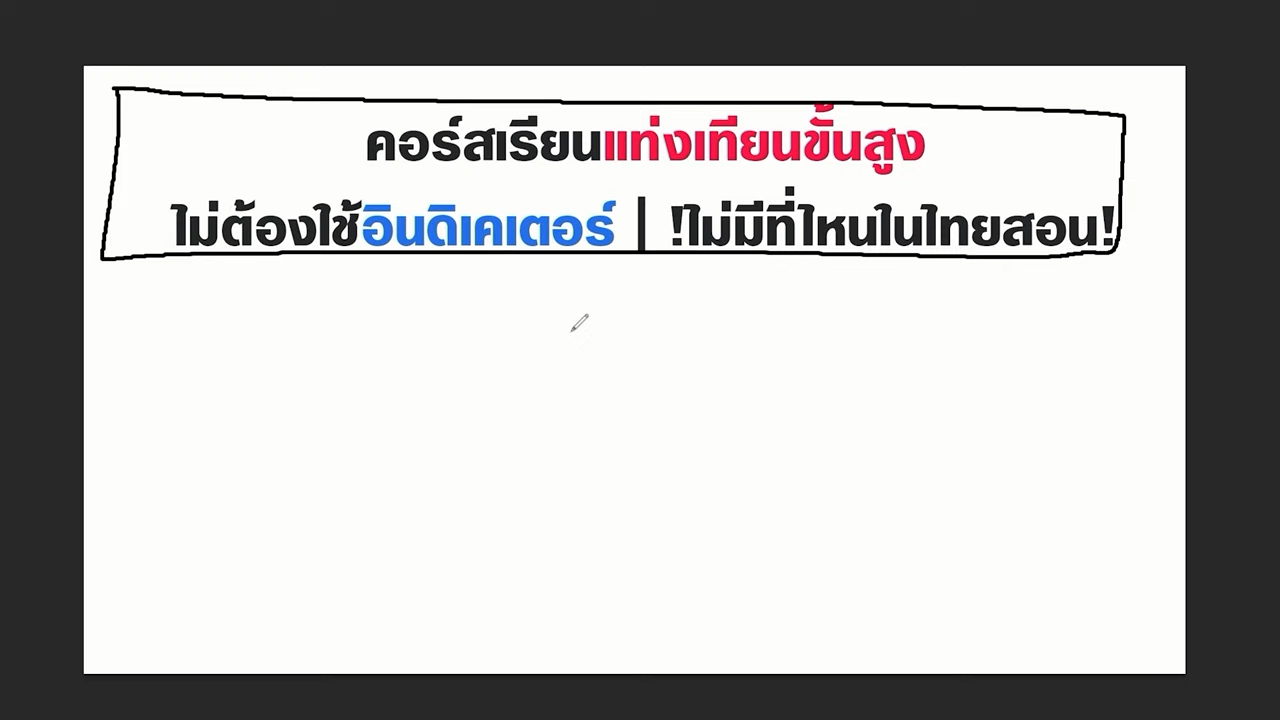 คอร์สเรียนแท่งเทียนขั้นสูง
ไม่ต้องใช้อินดิเคเตอร์ | !ไม่มีที่ไหนในไทยสอน!